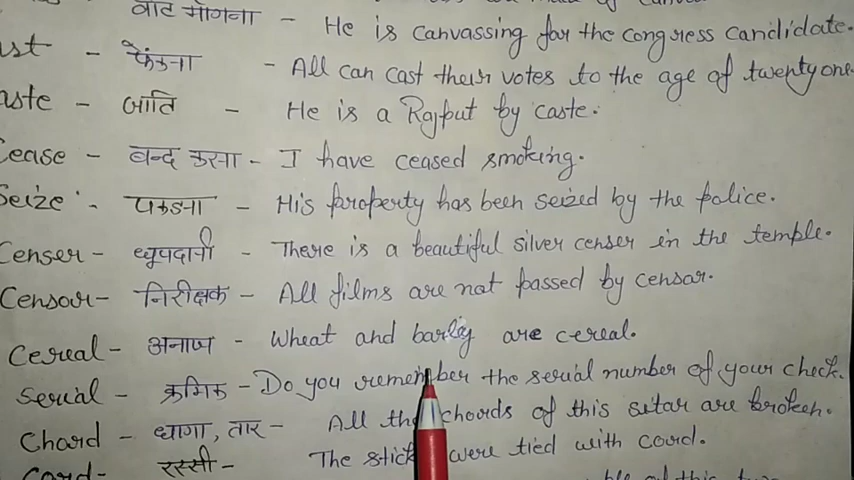 वाट मांगना - He is canvassing for the congress candidate.
फेंकना - All can cast their votes to the age of twenty one.
जाति - He is a Rajput by caste.
बन्द करना - I have ceased smoking.
Seize - पकडना - His property has been seized by the police.
Censer - धूपदानी - There is a beautiful silver censer in the temple.
Censor - निरीक्षक - All films are not passed by censar.
Cereal - अनाज - Wheat and barley are cereal.
Serial - क्रमिक - Do you remember the serial number of your check.
Chord - धागा, तार - All the chords of this sitar are broken.
Cord - रस्सी - The stick were tied with cord.